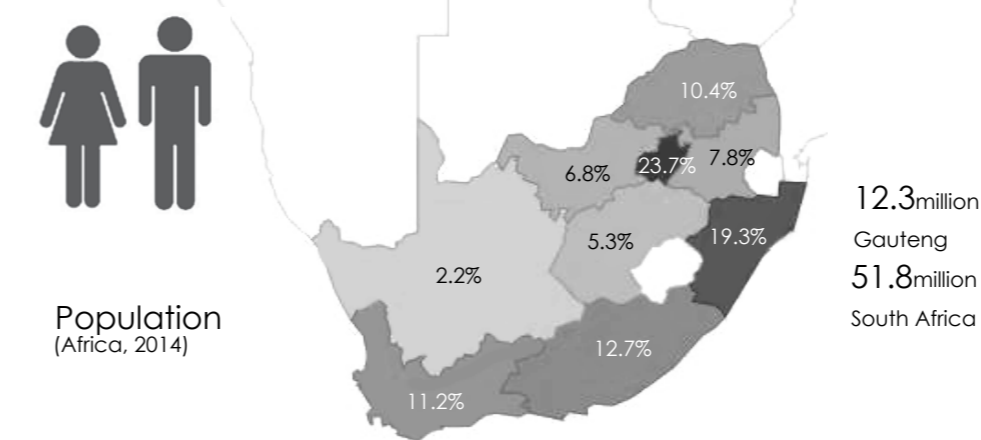 10.4%
6.8%
23.7%
7.8%
5.3%
19.3%
2.2%
12.7%
11.2%
Population
(Africa, 2014)
12.3million
Gauteng
51.8million
South Africa